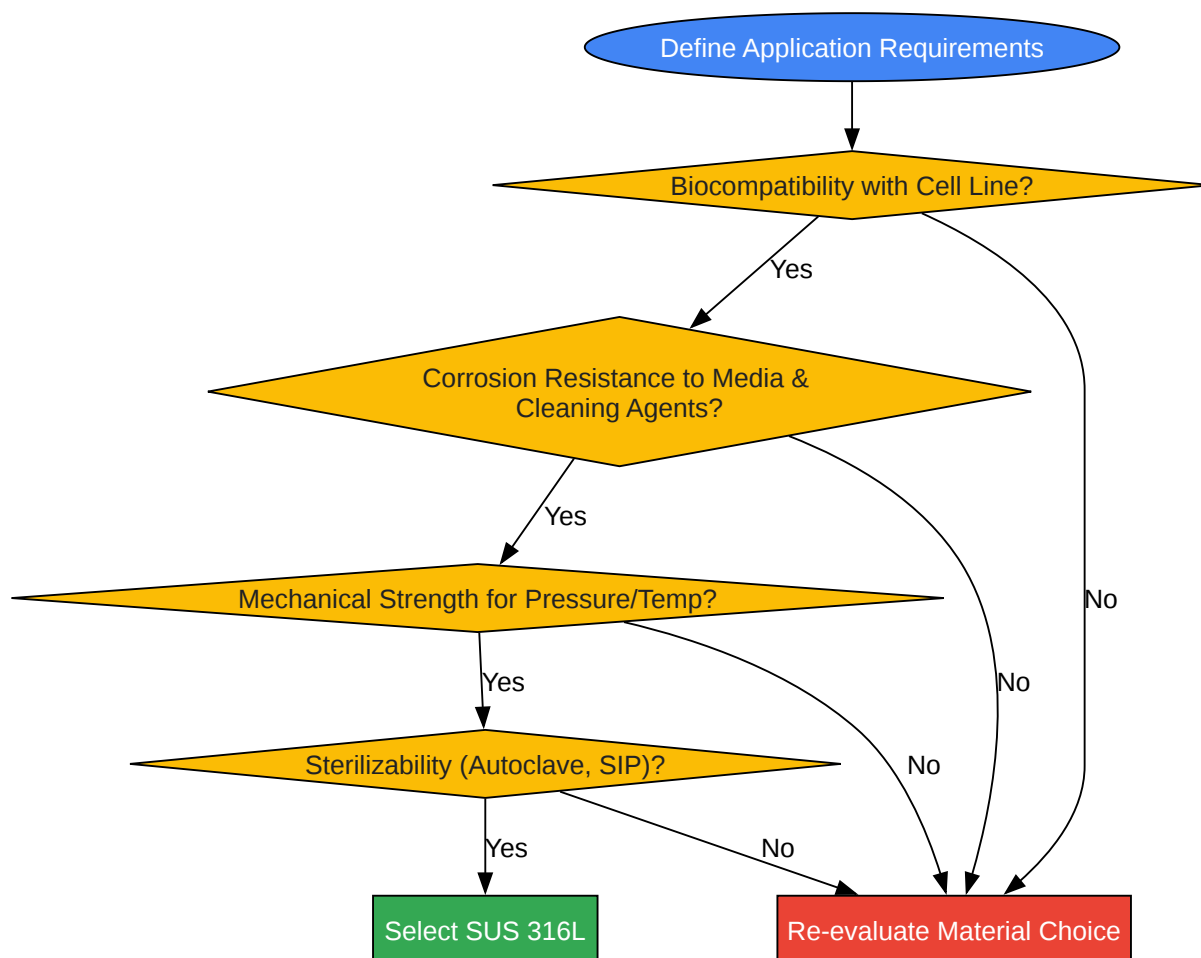 Define Application Requirements
Biocompatibility with Cell Line?
Yes
Corrosion Resistance to Media &
Cleaning Agents?
Yes
No
Mechanical Strength for Pressure/Temp?
Yes
No
Sterilizability (Autoclave, SIP)?
No
Yes
No
Select SUS 316L
Re-evaluate Material Choice